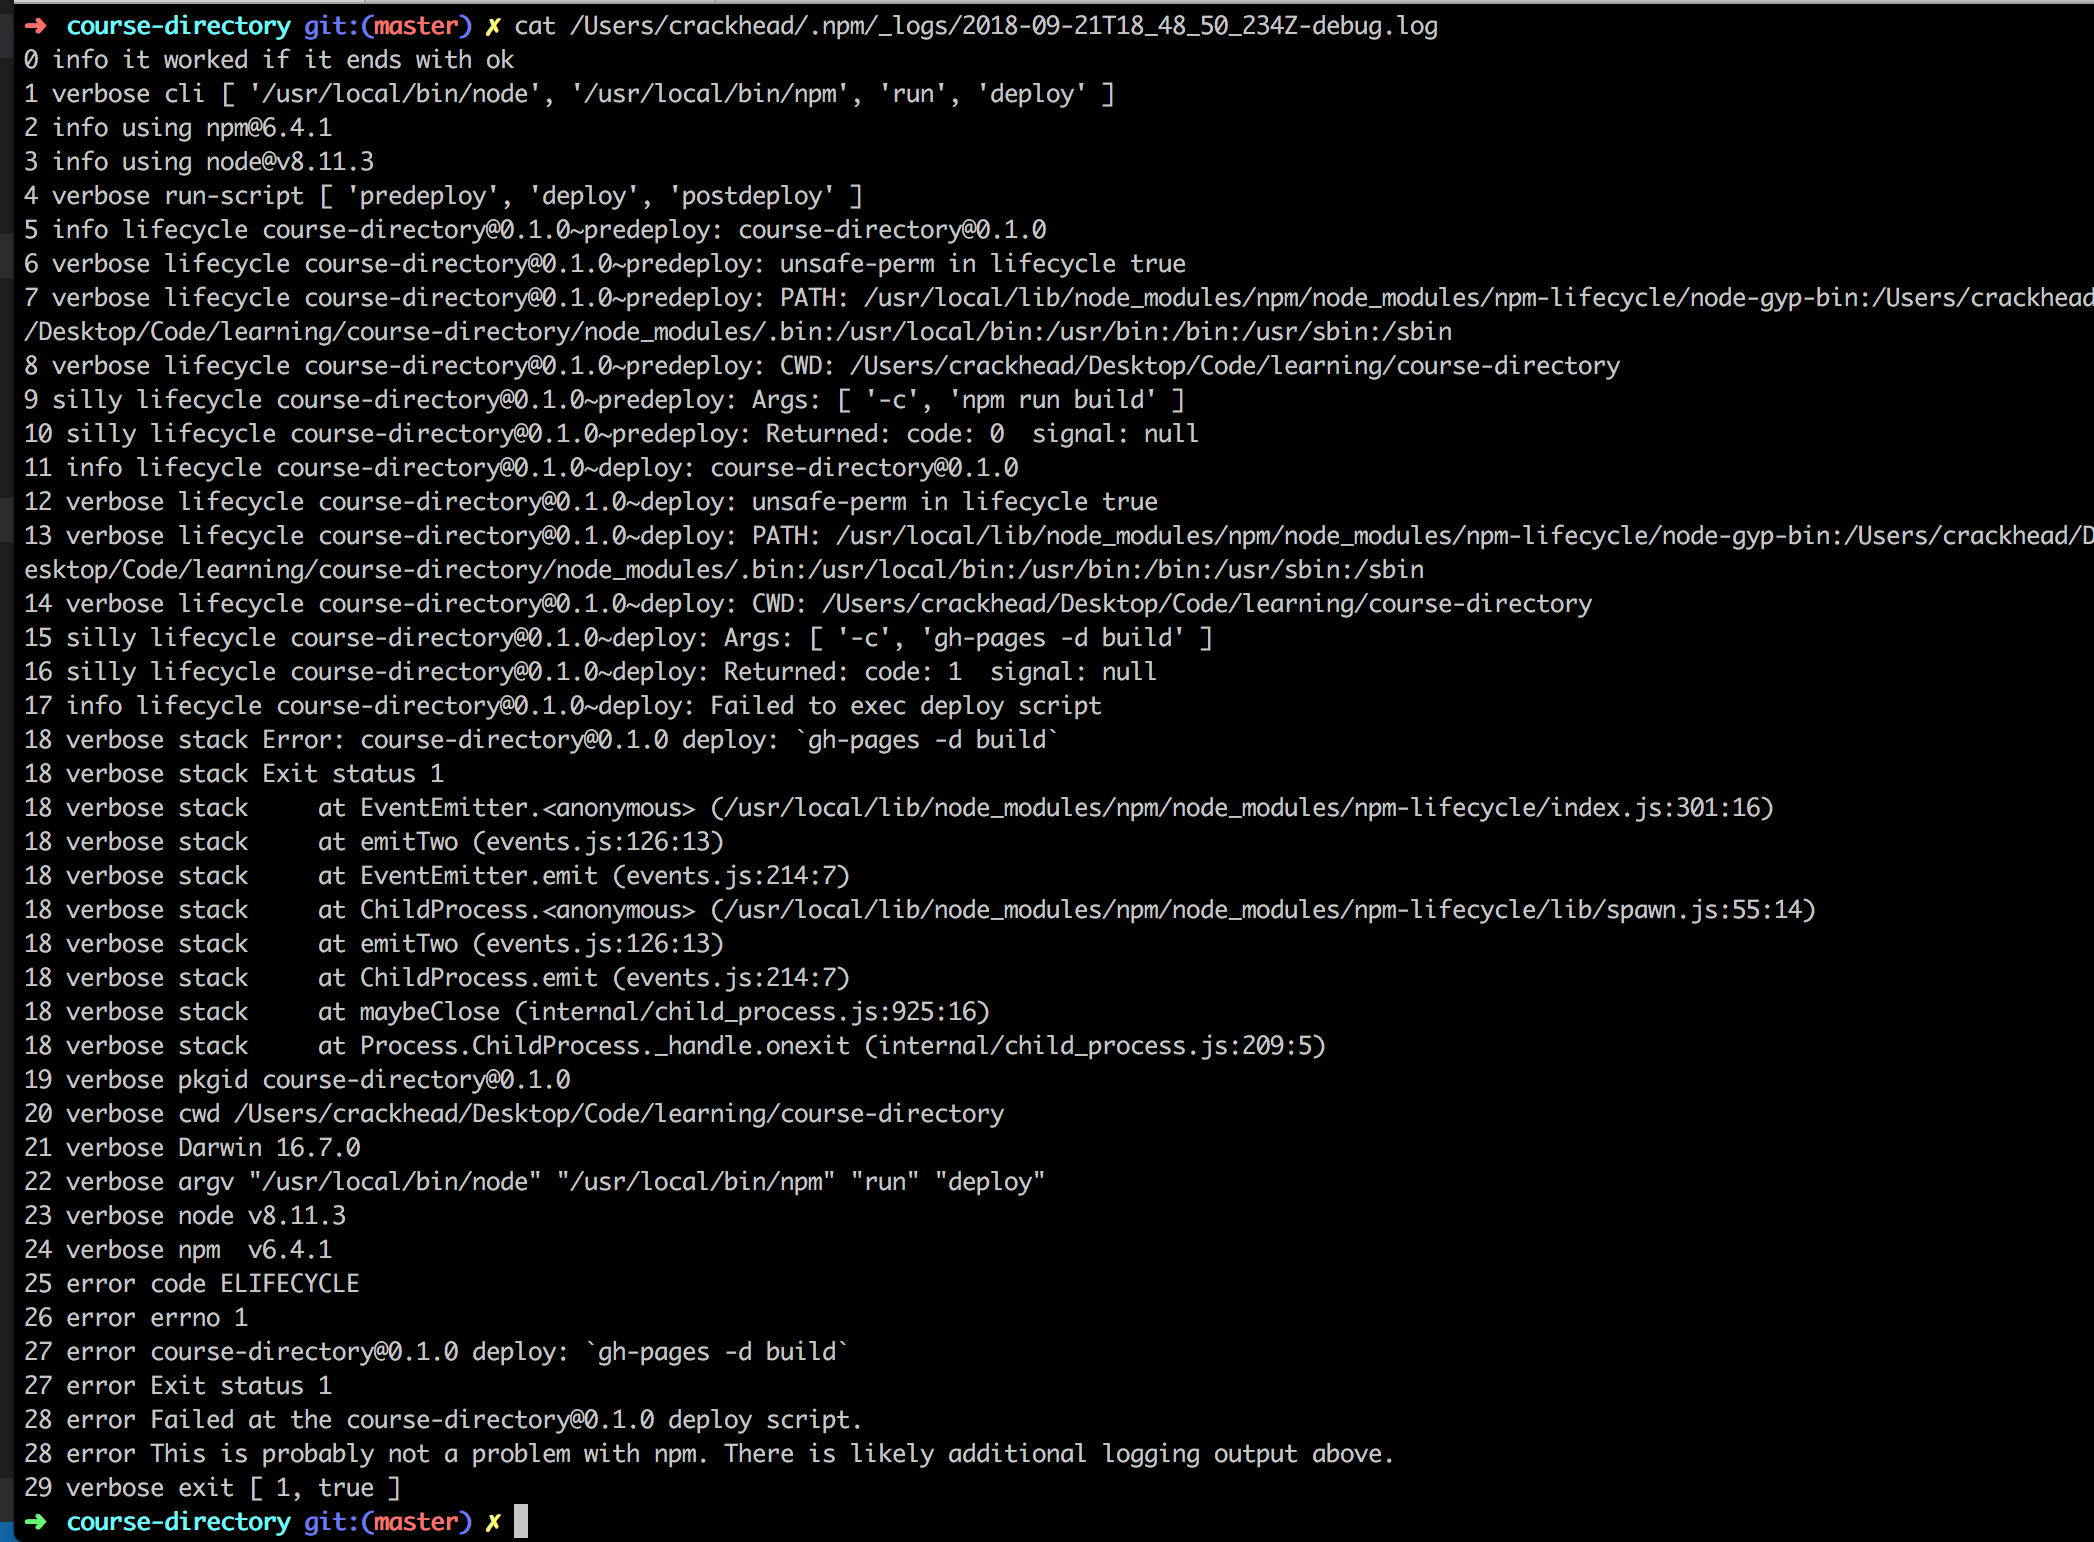 ➜  course-directory git:(master) ✗ cat /Users/crackhead/.npm/_logs/2018-09-21T18_48_50_234Z-debug.log
0 info it worked if it ends with ok
1 verbose cli [ '/usr/local/bin/node', '/usr/local/bin/npm', 'run', 'deploy' ]
2 info using npm@6.4.1
3 info using node@v8.11.3
4 verbose run-script [ 'predeploy', 'deploy', 'postdeploy' ]
5 info lifecycle course-directory@0.1.0~predeploy: course-directory@0.1.0
6 verbose lifecycle course-directory@0.1.0~predeploy: unsafe-perm in lifecycle true
7 verbose lifecycle course-directory@0.1.0~predeploy: PATH: /usr/local/lib/node_modules/npm/node_modules/npm-lifecycle/node-gyp-bin:/Users/crackhead
/Desktop/Code/learning/course-directory/node_modules/.bin:/usr/local/bin:/usr/bin:/bin:/usr/sbin:/sbin
8 verbose lifecycle course-directory@0.1.0~predeploy: CWD: /Users/crackhead/Desktop/Code/learning/course-directory
9 silly lifecycle course-directory@0.1.0~predeploy: Args: [ '-c', 'npm run build' ]
10 silly lifecycle course-directory@0.1.0~predeploy: Returned: code: 0  signal: null
11 info lifecycle course-directory@0.1.0~deploy: course-directory@0.1.0
12 verbose lifecycle course-directory@0.1.0~deploy: unsafe-perm in lifecycle true
13 verbose lifecycle course-directory@0.1.0~deploy: PATH: /usr/local/lib/node_modules/npm/node_modules/npm-lifecycle/node-gyp-bin:/Users/crackhead/D
esktop/Code/learning/course-directory/node_modules/.bin:/usr/local/bin:/usr/bin:/bin:/usr/sbin:/sbin
14 verbose lifecycle course-directory@0.1.0~deploy: CWD: /Users/crackhead/Desktop/Code/learning/course-directory
15 silly lifecycle course-directory@0.1.0~deploy: Args: [ '-c', 'gh-pages -d build' ]
16 silly lifecycle course-directory@0.1.0~deploy: Returned: code: 1  signal: null
17 info lifecycle course-directory@0.1.0~deploy: Failed to exec deploy script
18 verbose stack Error: course-directory@0.1.0 deploy: `gh-pages -d build`
18 verbose stack Exit status 1
18 verbose stack     at EventEmitter.<anonymous> (/usr/local/lib/node_modules/npm/node_modules/npm-lifecycle/index.js:301:16)
18 verbose stack     at emitTwo (events.js:126:13)
18 verbose stack     at EventEmitter.emit (events.js:214:7)
18 verbose stack     at ChildProcess.<anonymous> (/usr/local/lib/node_modules/npm/node_modules/npm-lifecycle/lib/spawn.js:55:14)
18 verbose stack     at emitTwo (events.js:126:13)
18 verbose stack     at ChildProcess.emit (events.js:214:7)
18 verbose stack     at maybeClose (internal/child_process.js:925:16)
18 verbose stack     at Process.ChildProcess._handle.onexit (internal/child_process.js:209:5)
19 verbose pkgid course-directory@0.1.0
20 verbose cwd /Users/crackhead/Desktop/Code/learning/course-directory
21 verbose Darwin 16.7.0
22 verbose argv "/usr/local/bin/node" "/usr/local/bin/npm" "run" "deploy"
23 verbose node v8.11.3
24 verbose npm  v6.4.1
25 error code ELIFECYCLE
26 error errno 1
27 error course-directory@0.1.0 deploy: `gh-pages -d build`
27 error Exit status 1
28 error Failed at the course-directory@0.1.0 deploy script.
28 error This is probably not a problem with npm. There is likely additional logging output above.
29 verbose exit [ 1, true ]
➜  course-directory git:(master) ✗